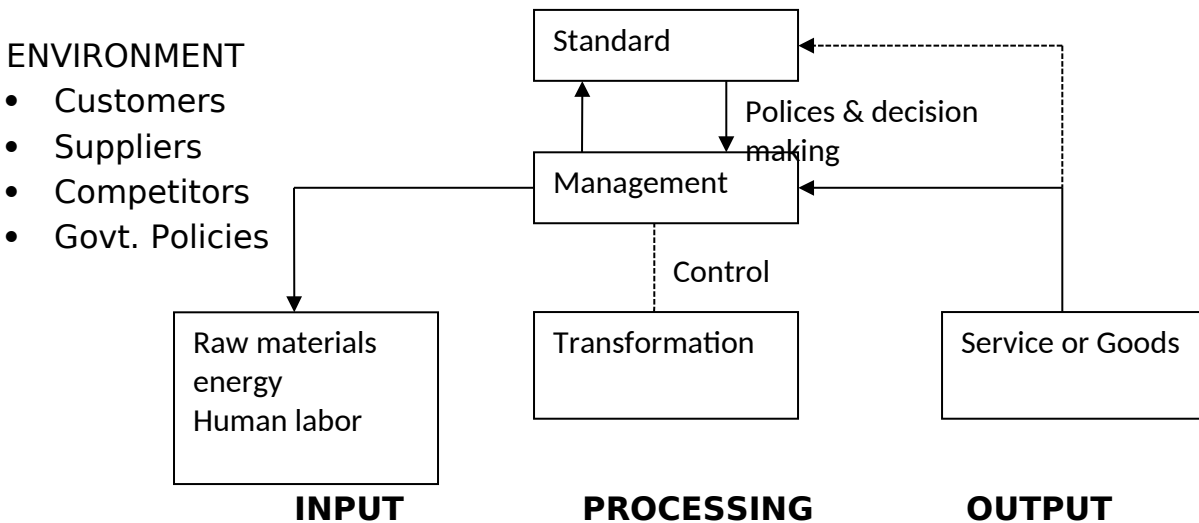 Standard
ENVIRONMENT
• Customers
• Suppliers
• Competitors
• Govt. Policies
Polices & decision
making
Management
Control
Raw materials
energy
Human labor
Transformation
Service or Goods
INPUT
PROCESSING
OUTPUT